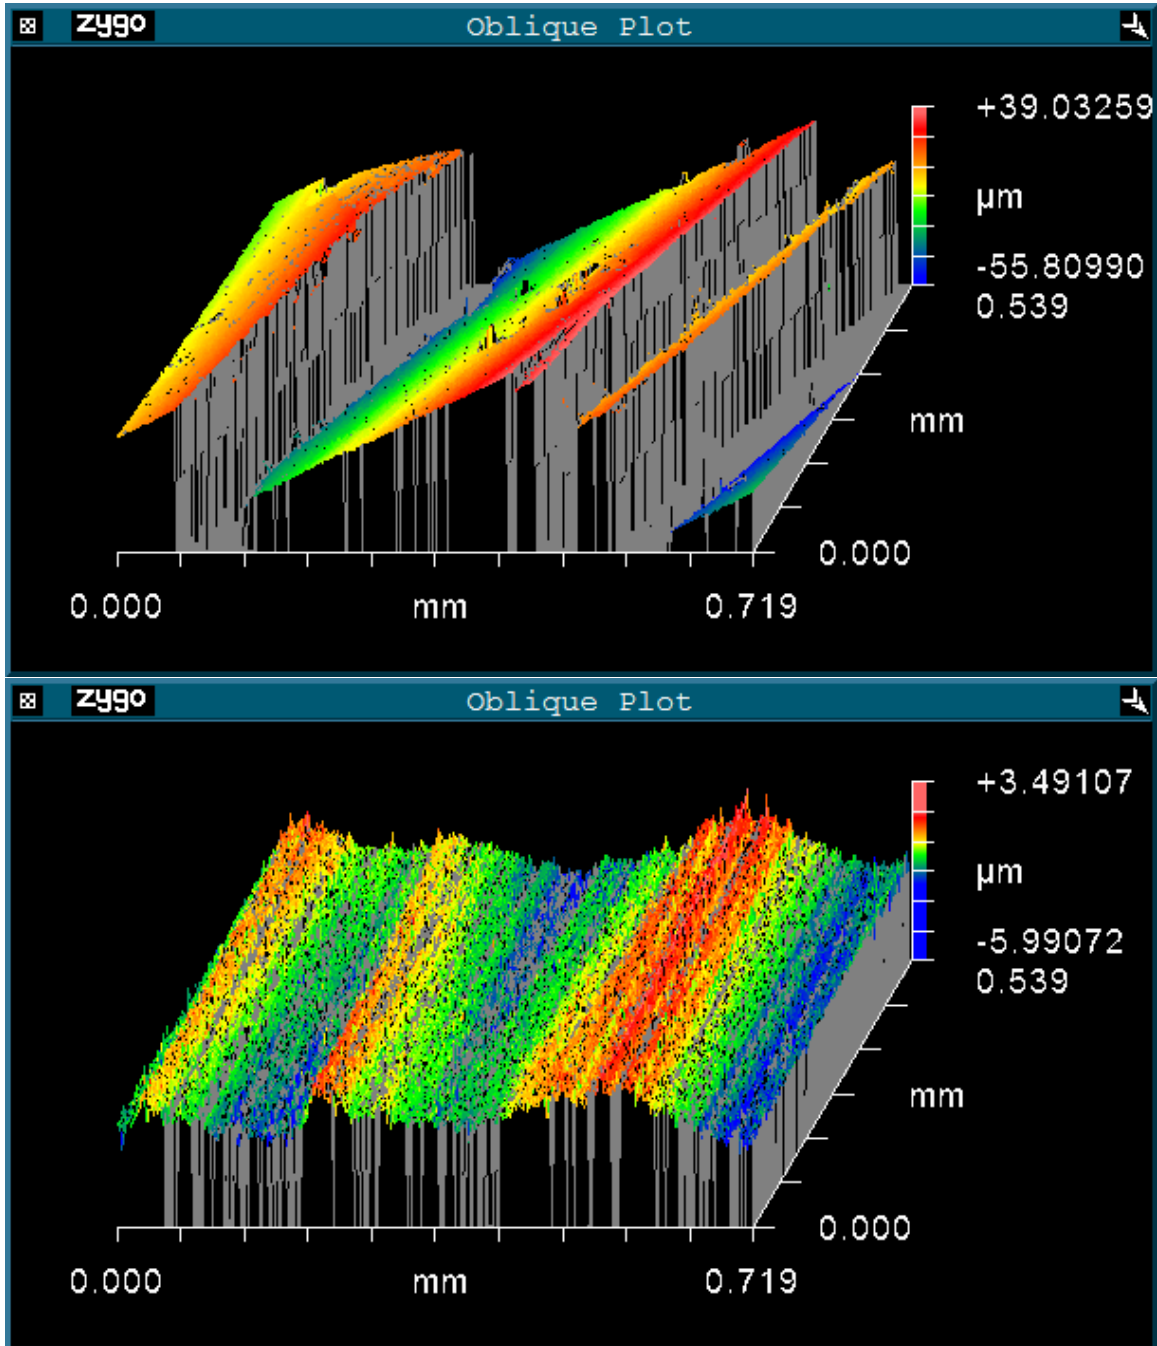 zygo Oblique Plot
+39.03259
µm
-55.80990
0.539
mm
0.000
0.000 mm 0.719
zygo Oblique Plot
+3.49107
µm
-5.99072
0.539
mm
0.000
0.000 mm 0.719